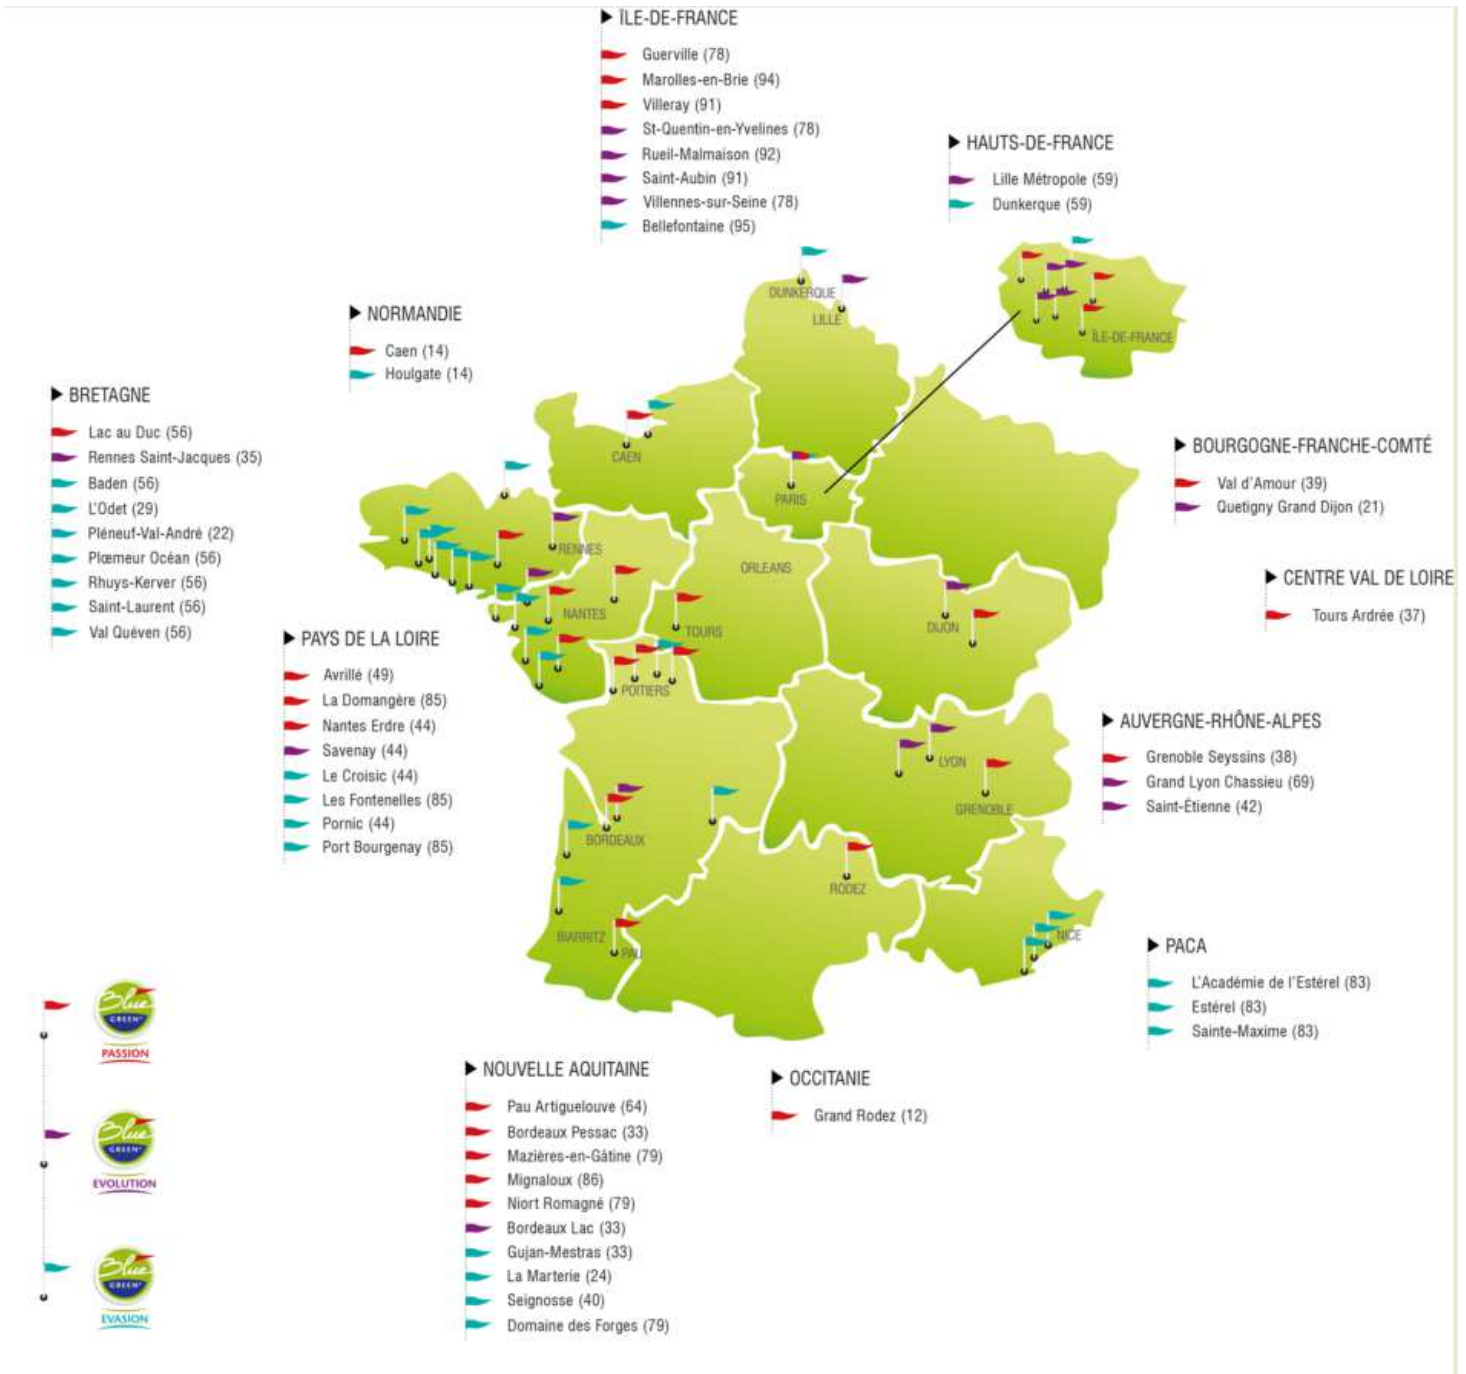 ÎLE-DE-FRANCE
Guerville (78)
Marolles-en-Brie (94)
Villeray (91)
St-Quentin-en-Yvelines (78)
Rueil-Malmaison (92)
Saint-Aubin (91)
Villennes-sur-Seine (78)
Bellefontaine (95)
HAUTS-DE-FRANCE
Lille Métropole (59)
Dunkerque (59)
NORMANDIE
Caen (14)
Houlgate (14)
BRETAGNE
Lac au Duc (56)
Rennes Saint-Jacques (35)
Baden (56)
L'Odet (29)
Pléneuf-Val-André (22)
Plœmeur Océan (56)
Rhuys-Kerver (56)
Saint-Laurent (56)
Val Quéven (56)
PAYS DE LA LOIRE
Avrillé (49)
La Domangère (85)
Nantes Erdre (44)
Savenay (44)
Le Croisic (44)
Les Fontenelles (85)
Pornic (44)
Port Bourgenay (85)
DUNKERQUE
LILLE
ÎLE-DE-FRANCE
CAEN
PARIS
RENNES
ORLEANS
NANTES
TOURS
DIJON
POITIERS
LYON
GRENOBLE
BORDEAUX
RODEZ
BIARRITZ
PAU
NICE
BOURGOGNE-FRANCHE-COMTÉ
Val d'Amour (39)
Quetigny Grand Dijon (21)
CENTRE VAL DE LOIRE
Tours Ardrée (37)
AUVERGNE-RHÔNE-ALPES
Grenoble Seyssins (38)
Grand Lyon Chassieu (69)
Saint-Étienne (42)
PACA
L'Académie de l'Estérel (83)
Estérel (83)
Sainte-Maxime (83)
NOUVELLE AQUITAINE
Pau Artiguelouve (64)
Bordeaux Pessac (33)
Mazières-en-Gâtine (79)
Mignaloux (86)
Niort Romagné (79)
Bordeaux Lac (33)
Gujan-Mestras (33)
La Marterie (24)
Seignosse (40)
Domaine des Forges (79)
OCCITANIE
Grand Rodez (12)
Blue
GREEN
PASSION
Blue
GREEN
EVOLUTION
Blue
GREEN
EVASION